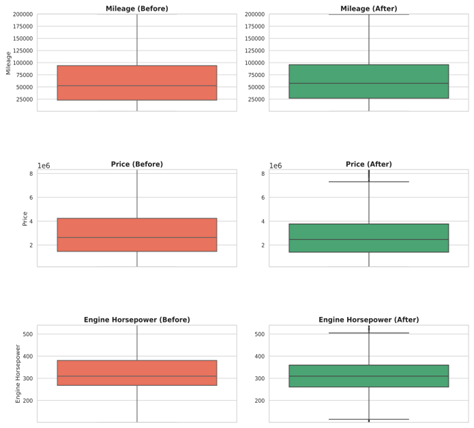 Mileage (Before)
Mileage (After)
200000
175000
150000
125000
100000
75000
50000
25000
Mileage
200000
175000
150000
125000
100000
75000
50000
25000
1e6
Price (Before)
8
6
4
2
Price
1e6
Price (After)
8
6
4
2
Engine Horsepower (Before)
500
400
300
200
Engine Horsepower
Engine Horsepower (After)
500
400
300
200